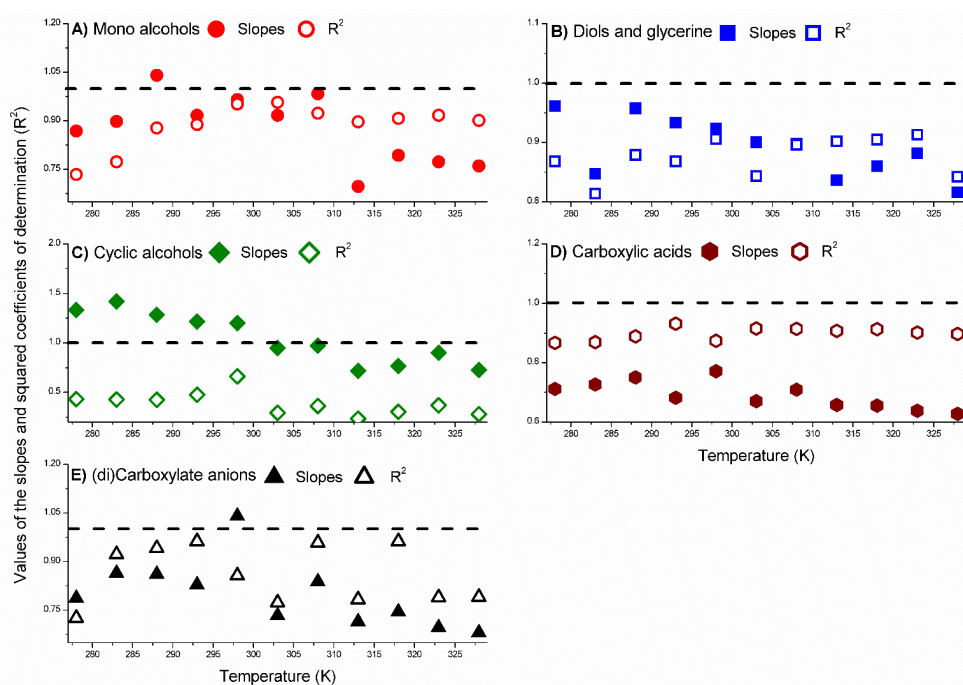 Values of the slopes and squared coefficients of determination (R²)
A) Mono alcohols Slopes R²
1.20
1.05
0.90
0.75
280 285 290 295 300 305 310 315 320 325
B) Diols and glycerine Slopes R²
1.1
1.0
0.9
0.8
280 285 290 295 300 305 310 315 320 325
C) Cyclic alcohols Slopes R²
2.0
1.5
1.0
0.5
280 285 290 295 300 305 310 315 320 325
D) Carboxylic acids Slopes R²
1.2
1.0
0.8
0.6
280 285 290 295 300 305 310 315 320 325
Temperature (K)
E) (di)Carboxylate anions Slopes R²
1.20
1.05
0.90
0.75
280 285 290 295 300 305 310 315 320 325
Temperature (K)